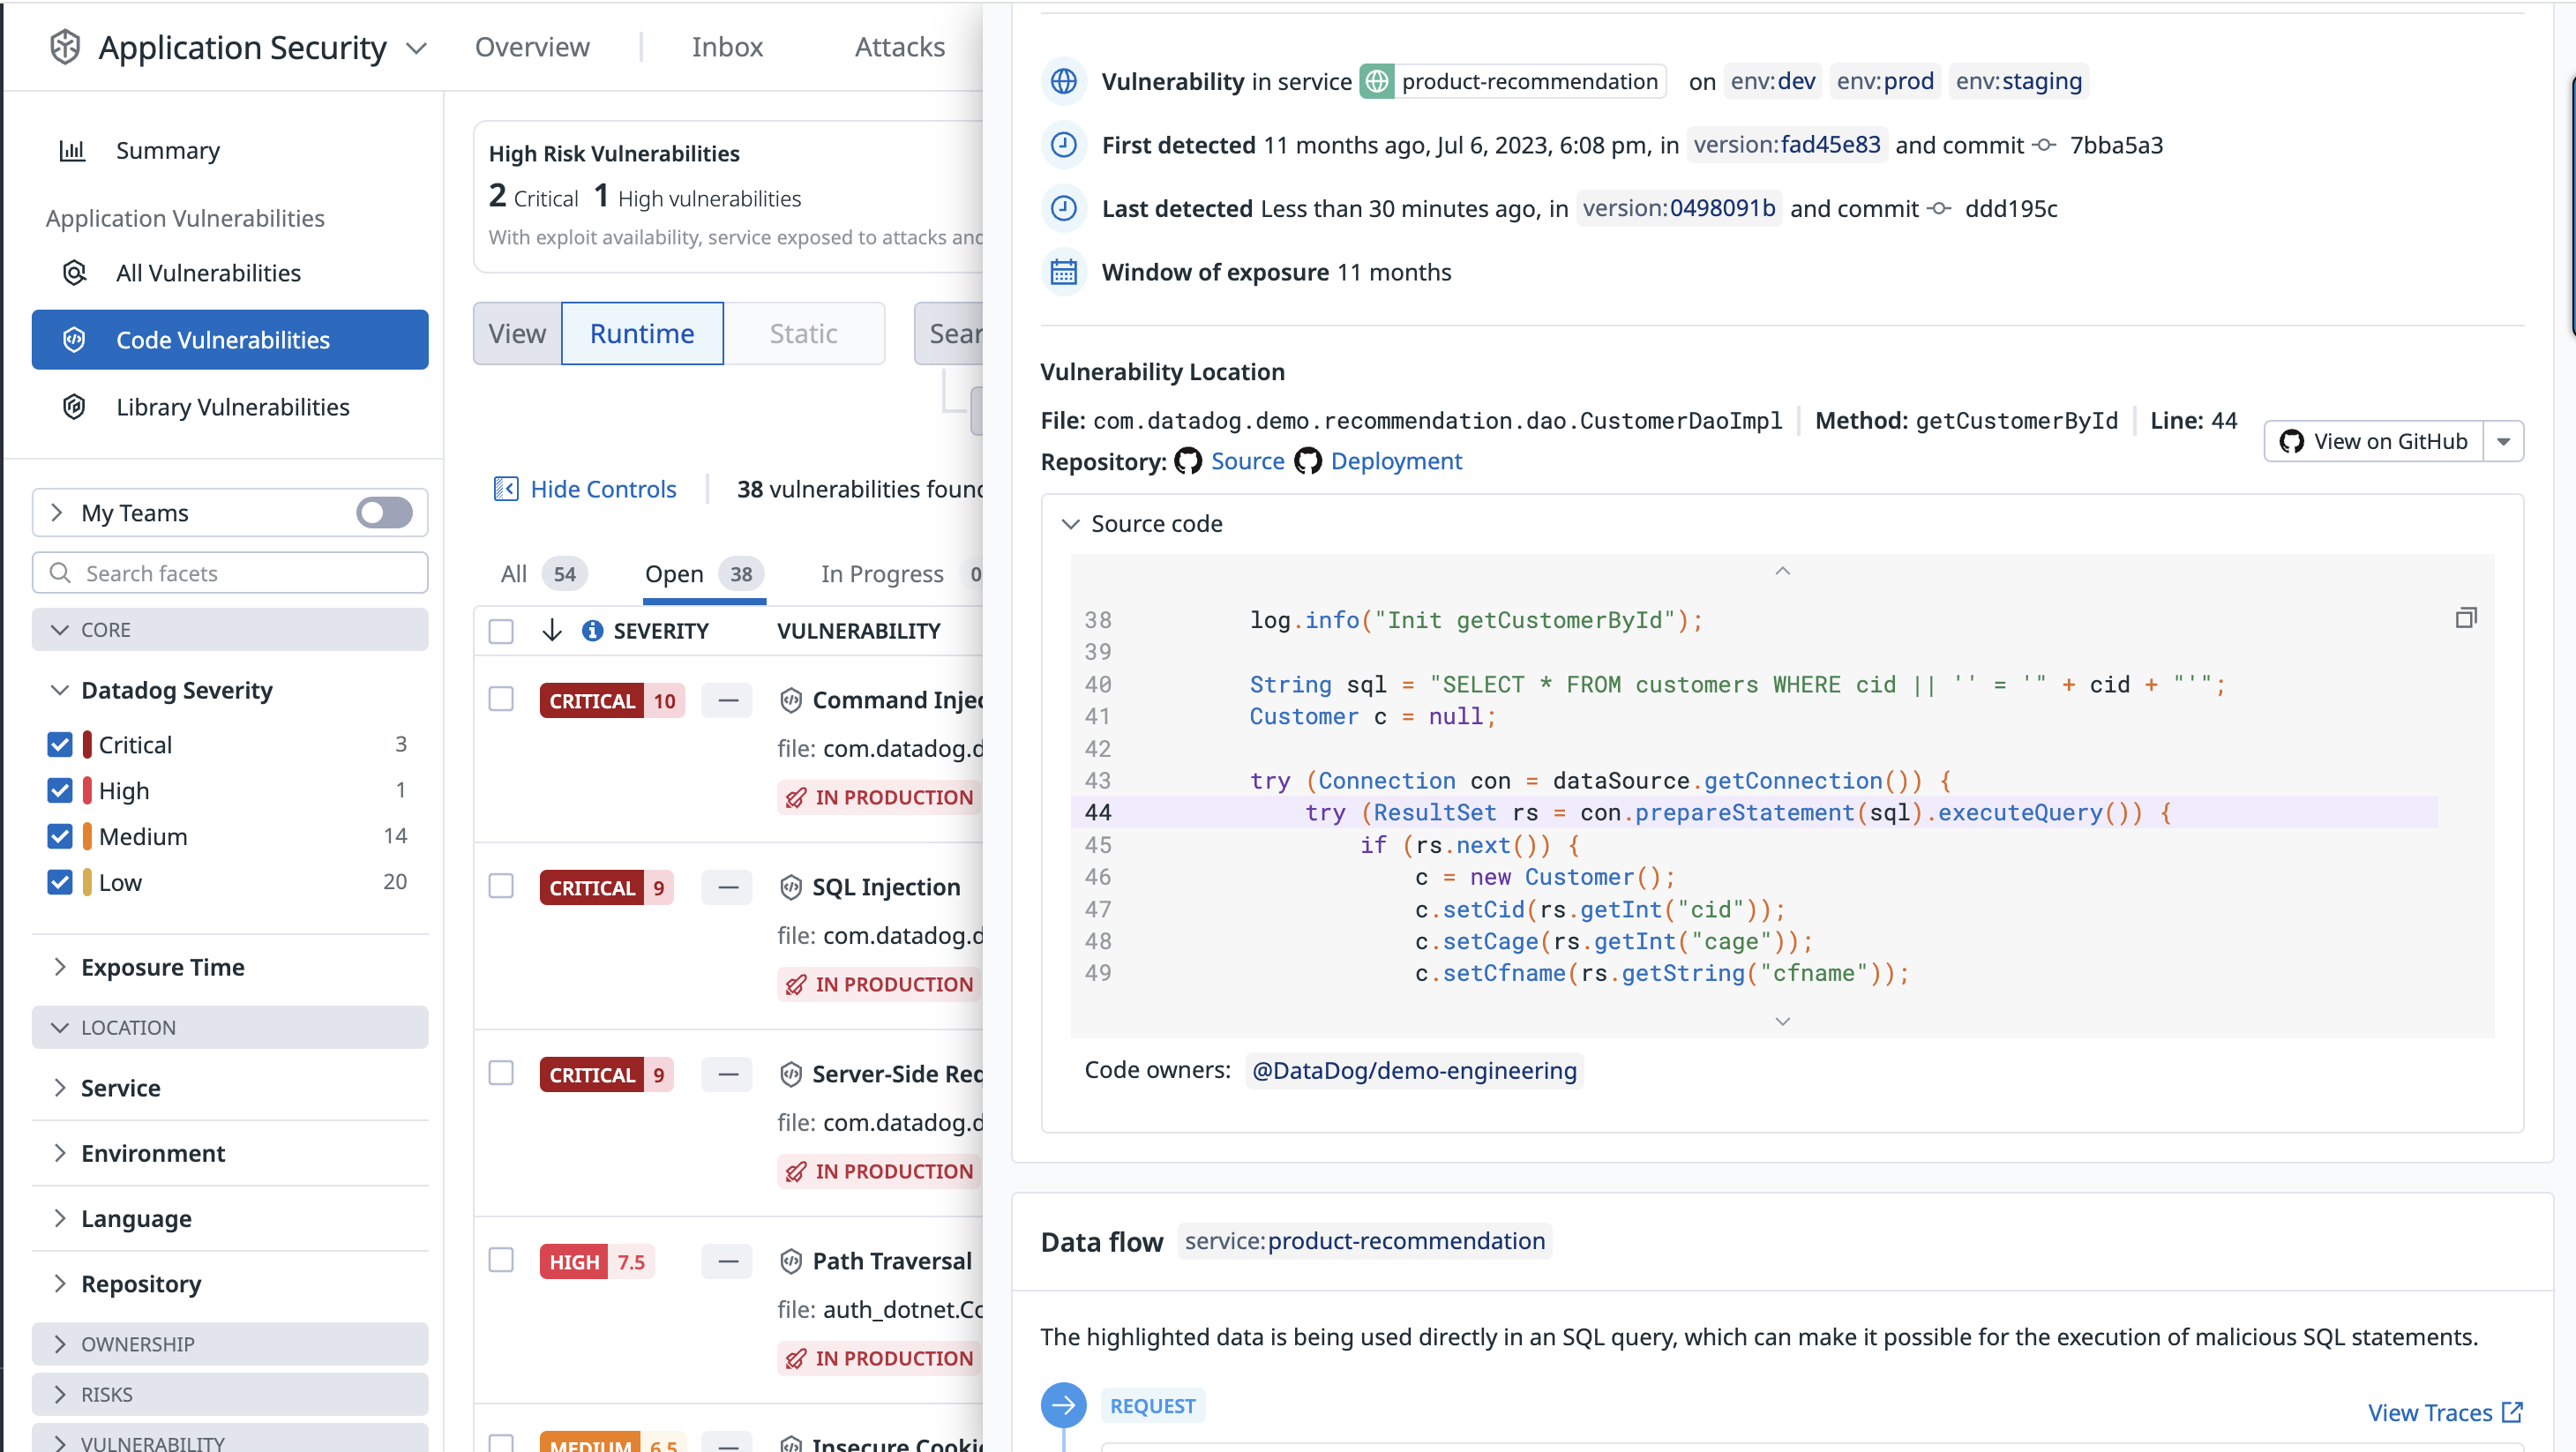 Application Security
Overview
Inbox
Attacks
Summary
Application Vulnerabilities
All Vulnerabilities
Code Vulnerabilities
Library Vulnerabilities
My Teams
Search facets
CORE
Datadog Severity
Critical 3
High 1
Medium 14
Low 20
Exposure Time
LOCATION
Service
Environment
Language
Repository
OWNERSHIP
RISKS
VULNERABILITY
High Risk Vulnerabilities
2 Critical 1 High vulnerabilities
With exploit availability, service exposed to attacks and
View Runtime Static
Hide Controls
38 vulnerabilities found
All 54 Open 38 In Progress 0
SEVERITY VULNERABILITY
CRITICAL 10 —
file: com.datadog.d
IN PRODUCTION
CRITICAL 9 — SQL Injection
file: com.datadog.d
IN PRODUCTION
CRITICAL 9 — Server-Side
file: com.datadog.d
IN PRODUCTION
HIGH 7.5 — Path Traversal
file: auth_dotnet.Co
IN PRODUCTION
MEDIUM 6.5 — Insecure
Vulnerability in service product-recommendation on env:dev env:prod env:staging
First detected 11 months ago, Jul 6, 2023, 6:08 pm, in version:fad45e83 and commit 7bba5a3
Last detected Less than 30 minutes ago, in version:0498091b and commit ddd195c
Window of exposure 11 months
Vulnerability Location
File: com.datadog.demo.recommendation.dao.CustomerDaoImpl Method: getCustomerById Line: 44
Repository: Source Deployment
View on GitHub
Source code
38 log.info("Init getCustomerById");
39
40 String sql = "SELECT * FROM customers WHERE cid || '' = '" + cid + "'";
41 Customer c = null;
42
43 try (Connection con = dataSource.getConnection()) {
44 try (ResultSet rs = con.prepareStatement(sql).executeQuery()) {
45 if (rs.next()) {
46 c = new Customer();
47 c.setCid(rs.getInt("cid"));
48 c.setCage(rs.getInt("cage"));
49 c.setCfname(rs.getString("cfname"));
Code owners: @DataDog/demo-engineering
Data flow service:product-recommendation
The highlighted data is being used directly in an SQL query, which can make it possible for the execution of malicious SQL statements.
REQUEST
View Traces